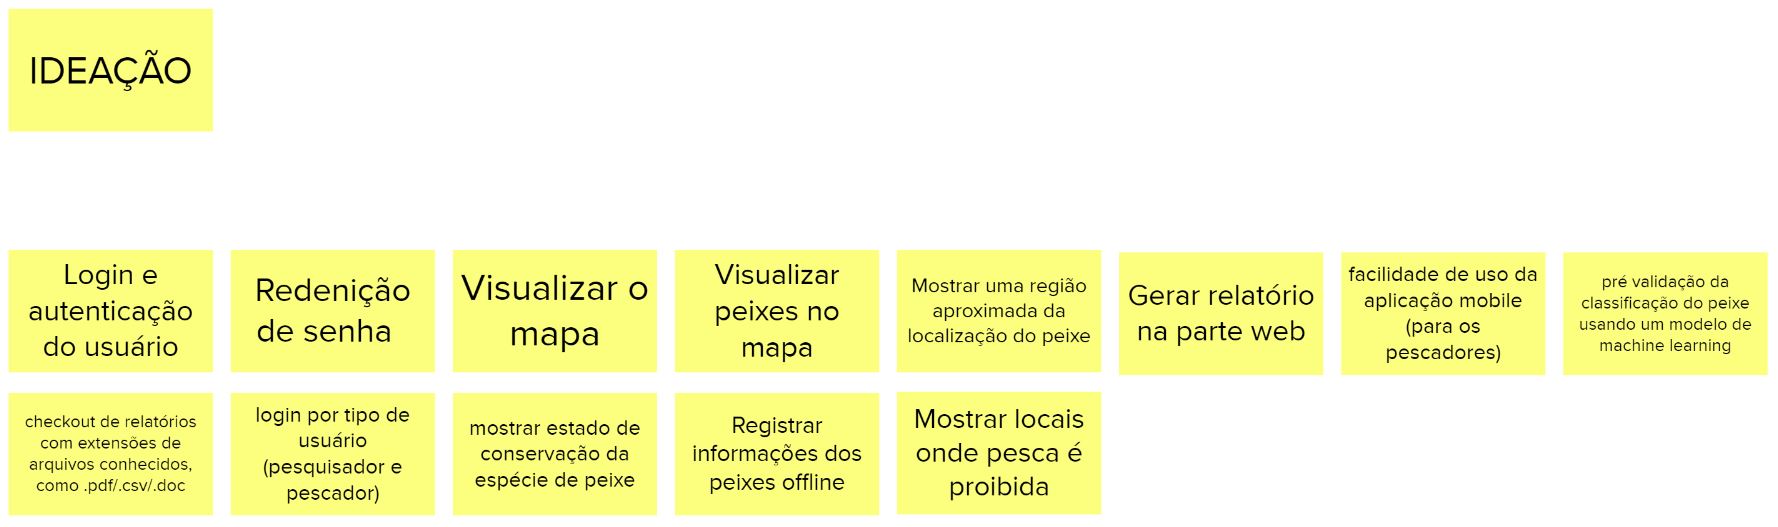 IDEAÇÃO
Login e
autenticação
do usuário
Redenição
de senha
Visualizar o
mapa
Visualizar
peixes no
mapa
Mostrar uma região
aproximada da
localização do peixe
Gerar relatório
na parte web
facilidade de uso da
aplicação mobile
(para os
pescadores)
pré validação da
classificação do peixe
usando um modelo de
machine learning
checkout de relatórios
com extensões de
arquivos conhecidos,
como .pdf/.csv/.doc
login por tipo de
usuário
(pesquisador e
pescador)
mostrar estado de
conservação da
espécie de peixe
Registrar
informações dos
peixes offline
Mostrar locais
onde pesca é
proibida